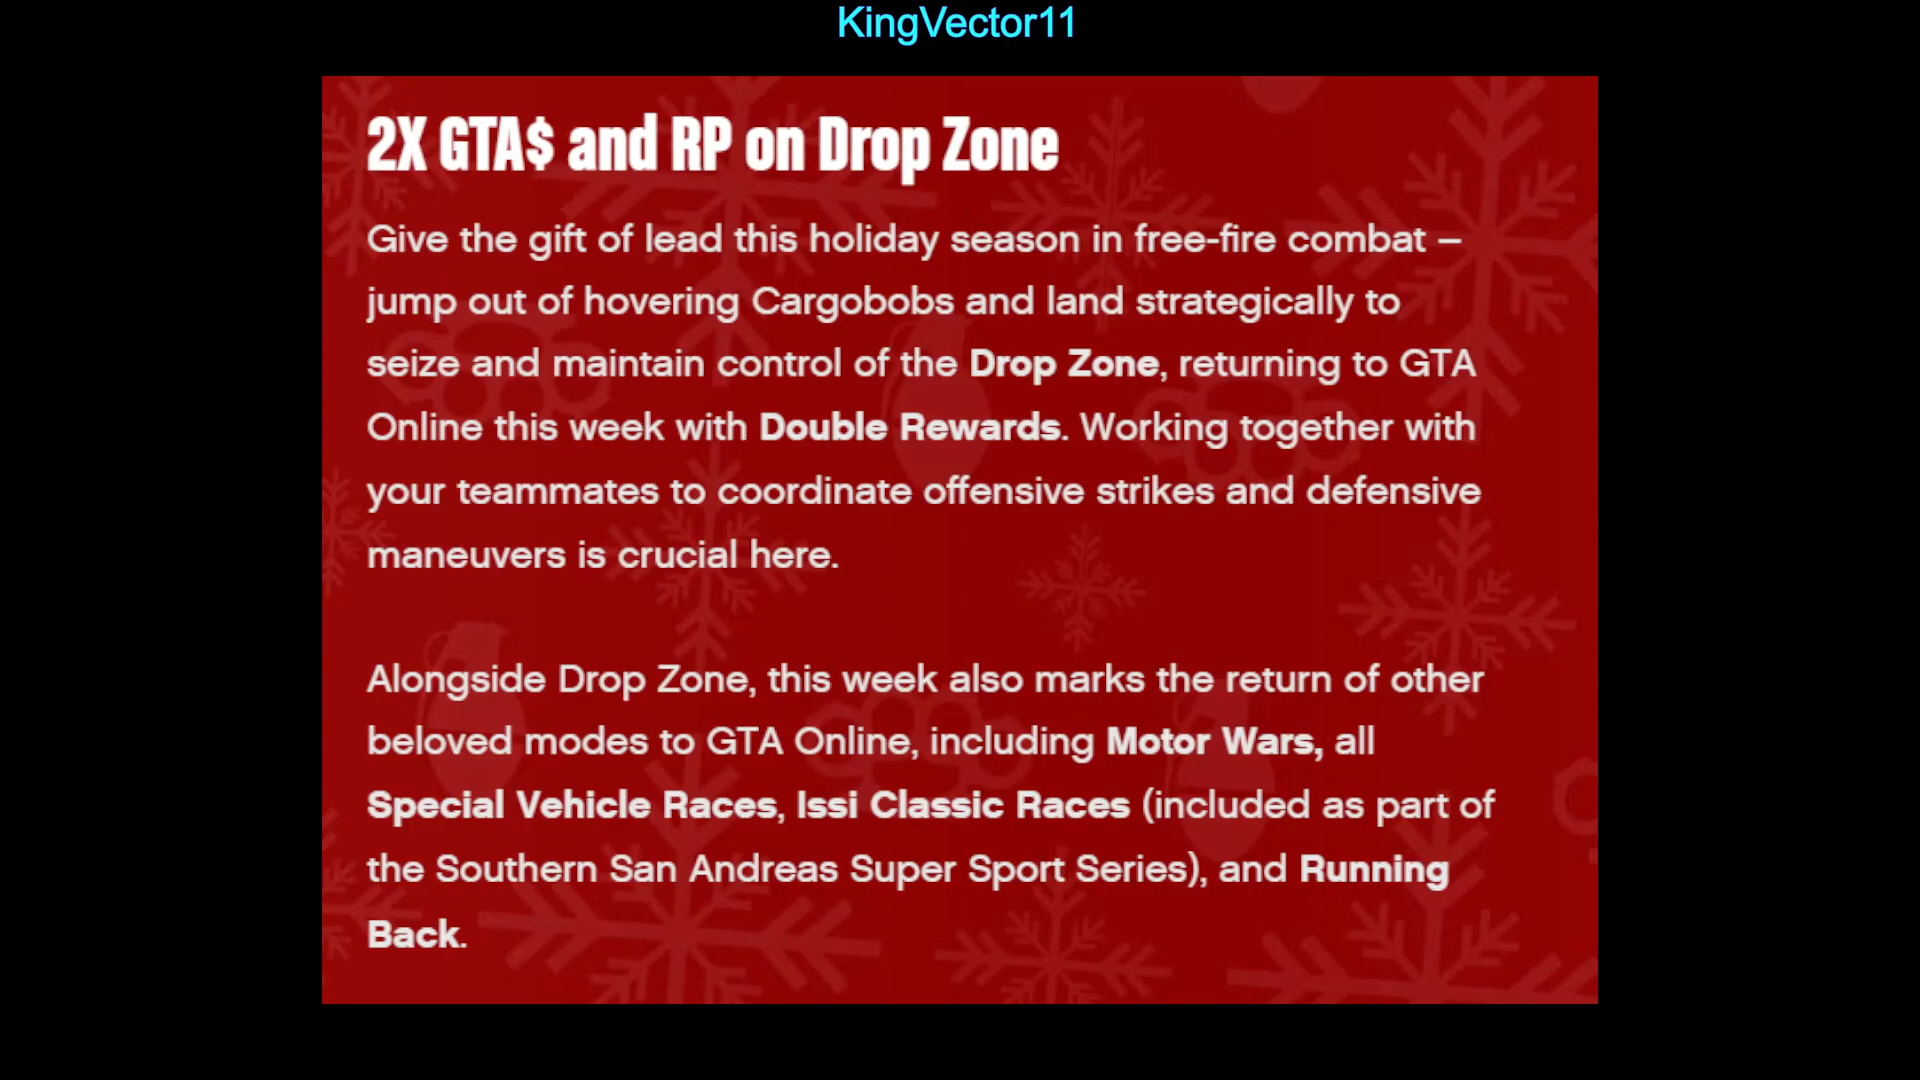 KingVector11
2X GTA$ and RP on Drop Zone
Give the gift of lead this holiday season in free-fire combat –
jump out of hovering Cargobobs and land strategically to
seize and maintain control of the Drop Zone, returning to GTA
Online this week with Double Rewards. Working together with
your teammates to coordinate offensive strikes and defensive
maneuvers is crucial here.
Alongside Drop Zone, this week also marks the return of other
beloved modes to GTA Online, including Motor Wars, all
Special Vehicle Races, Issi Classic Races (included as part of
the Southern San Andreas Super Sport Series), and Running
Back.